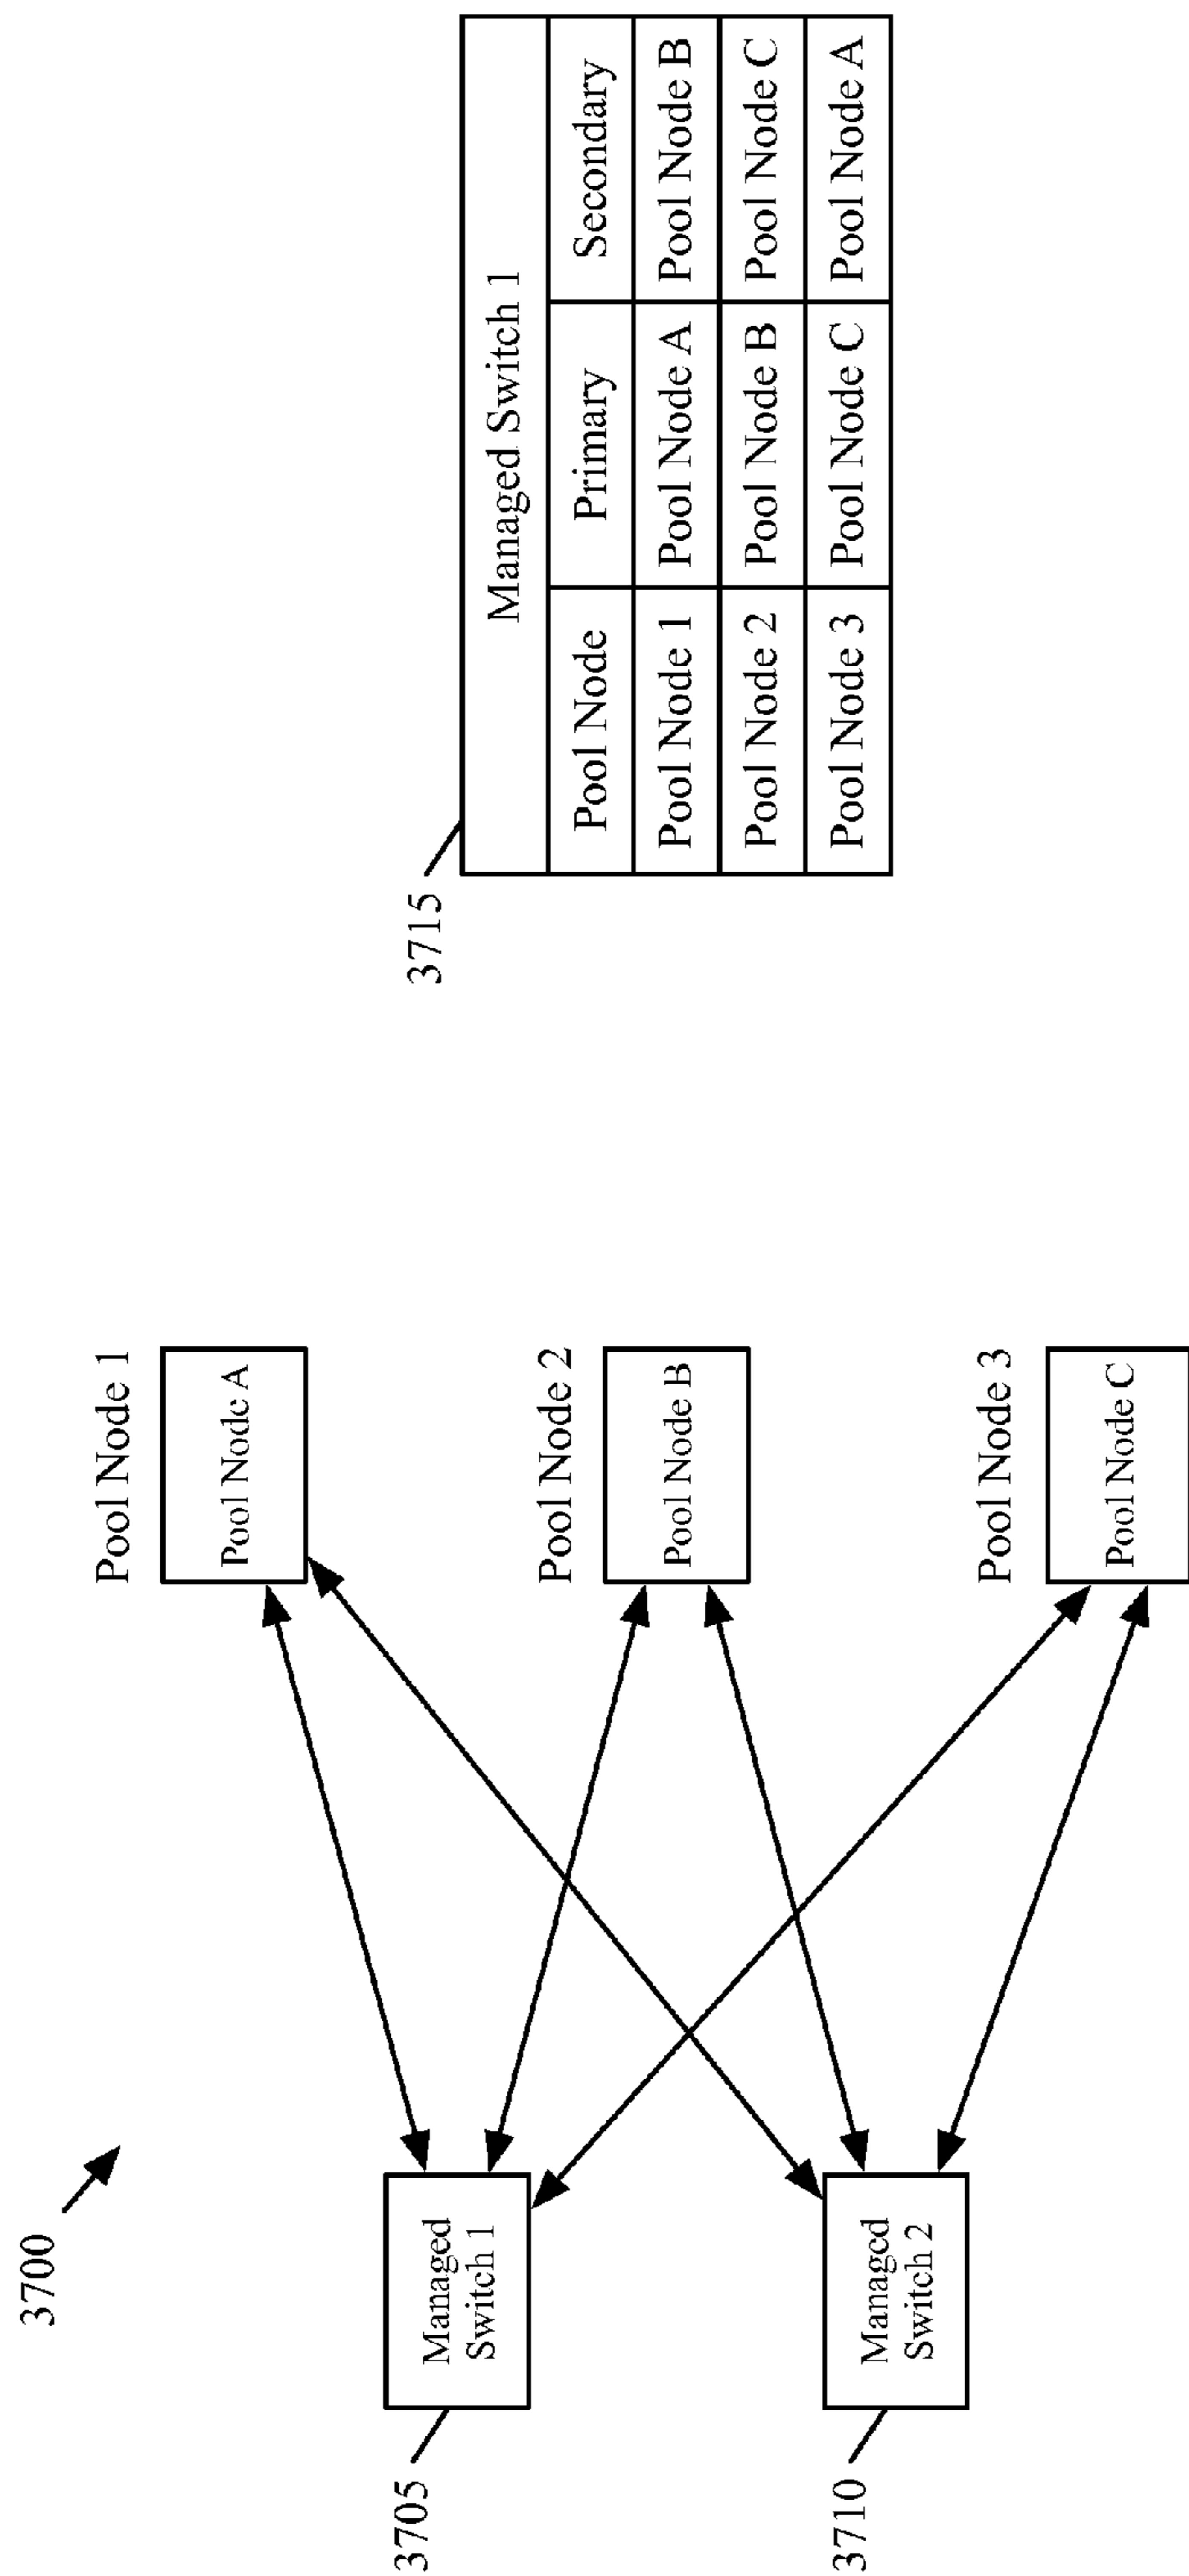 3700
Pool Node 1
Pool Node A
Managed
Switch 1
3705
Pool Node 2
Pool Node B
Managed
Switch 2
3710
Pool Node 3
Pool Node C
3715
Managed Switch 1
Pool Node Primary Secondary
Pool Node 1 Pool Node A Pool Node B
Pool Node 2 Pool Node B Pool Node C
Pool Node 3 Pool Node C Pool Node A